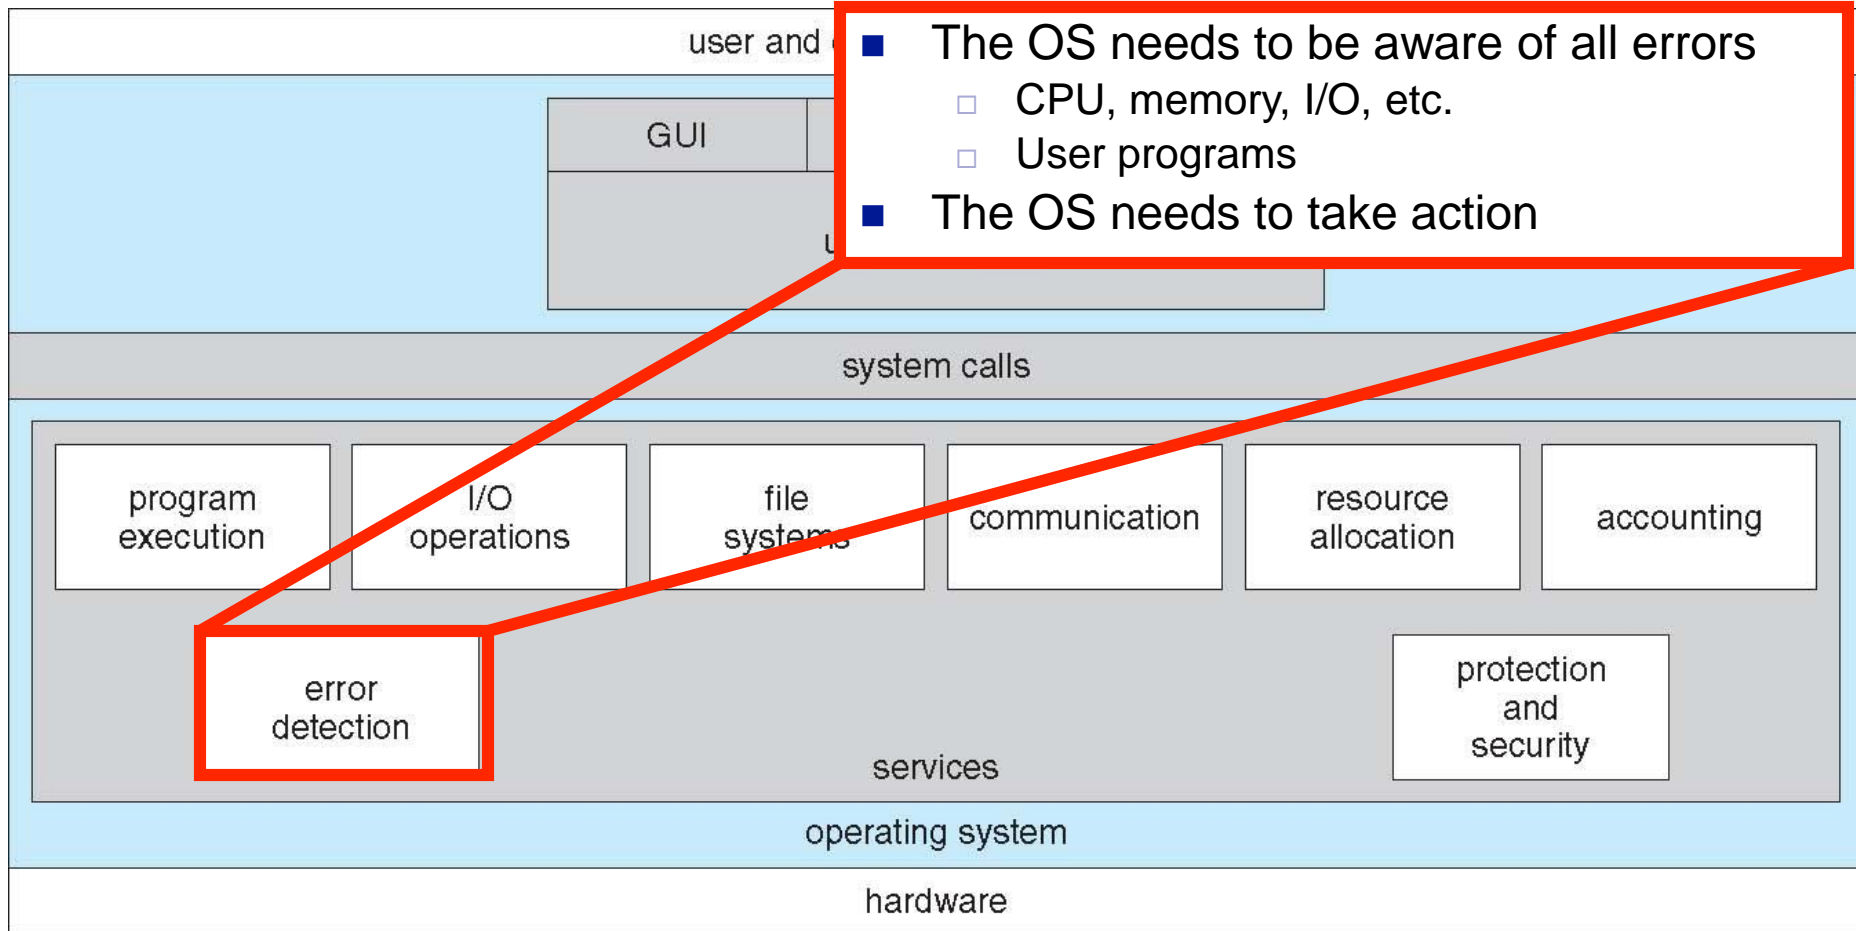 user and
The OS needs to be aware of all errors
CPU, memory, I/O, etc.
User programs
The OS needs to take action
GUI
system calls
program
execution
I/O
operations
file
systems
communication
resource
allocation
accounting
error
detection
protection
and
security
services
operating system
hardware